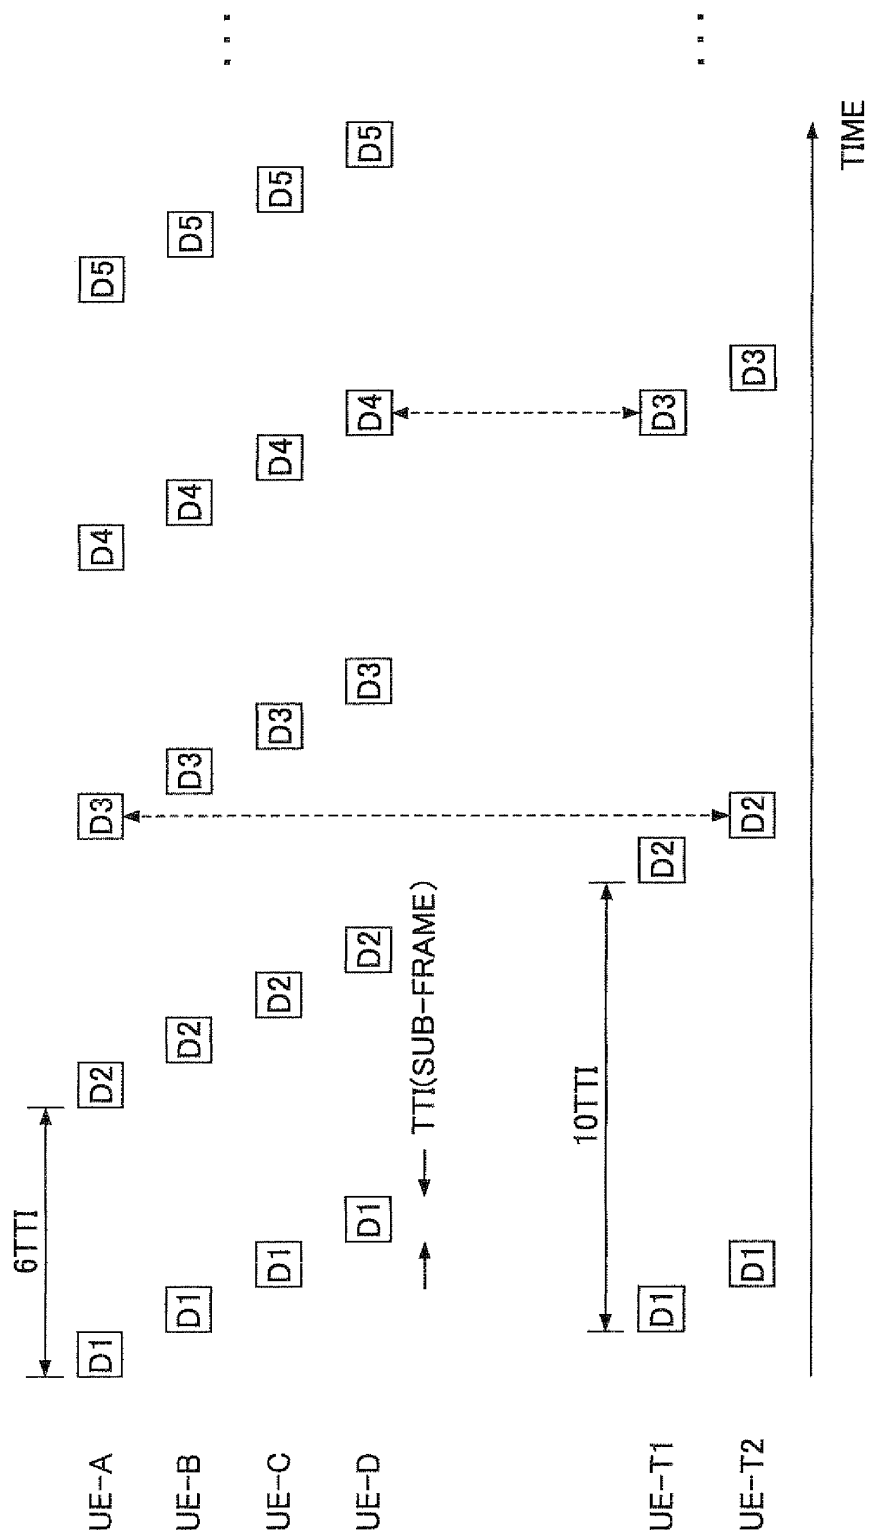 6TTI
UE-A D1 D2 D3 D4 D5
UE-B D1 D2 D3 D4 D5
UE-C D1 D2 D3 D4 D5
UE-D D1 D2 D3 D4 D5
TTI(SUB-FRAME)
10TTI
UE-T1 D1 D2 D3
UE-T2 D1 D2 D3
TIME